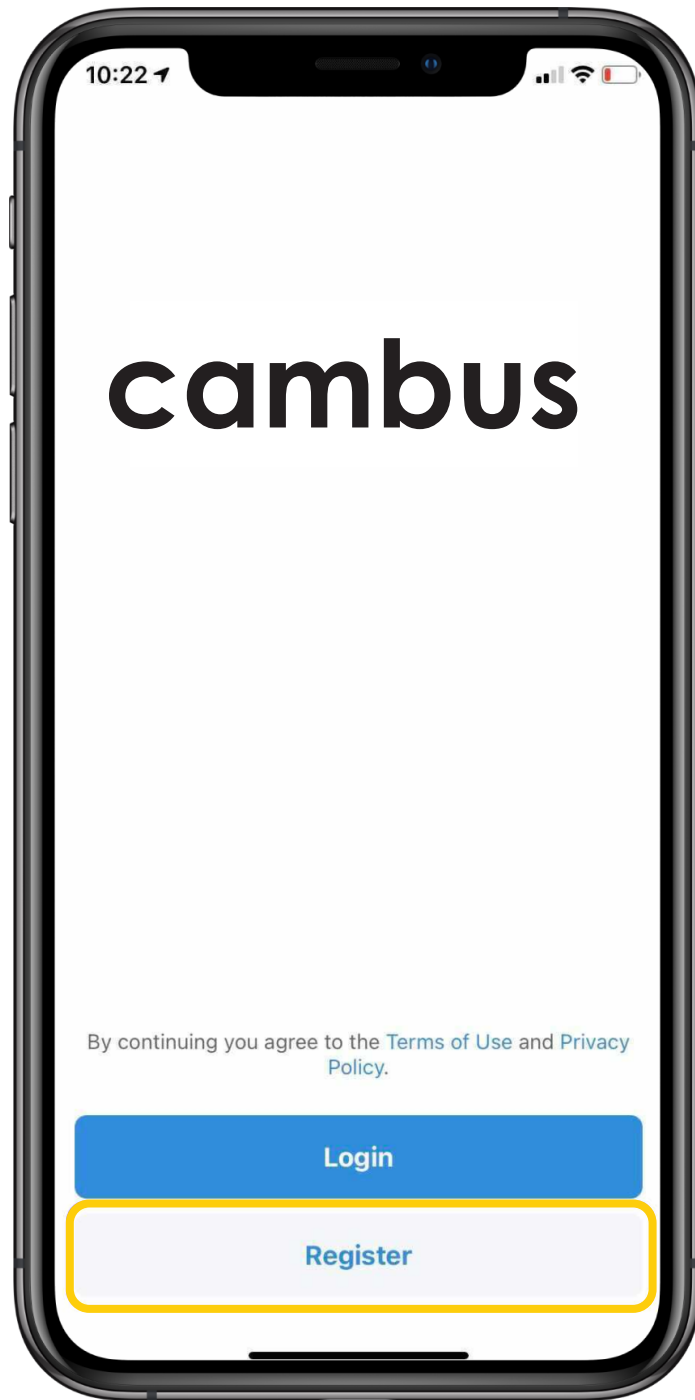 10:22
cambus
By continuing you agree to the Terms of Use and Privacy
Policy.
Login
Register